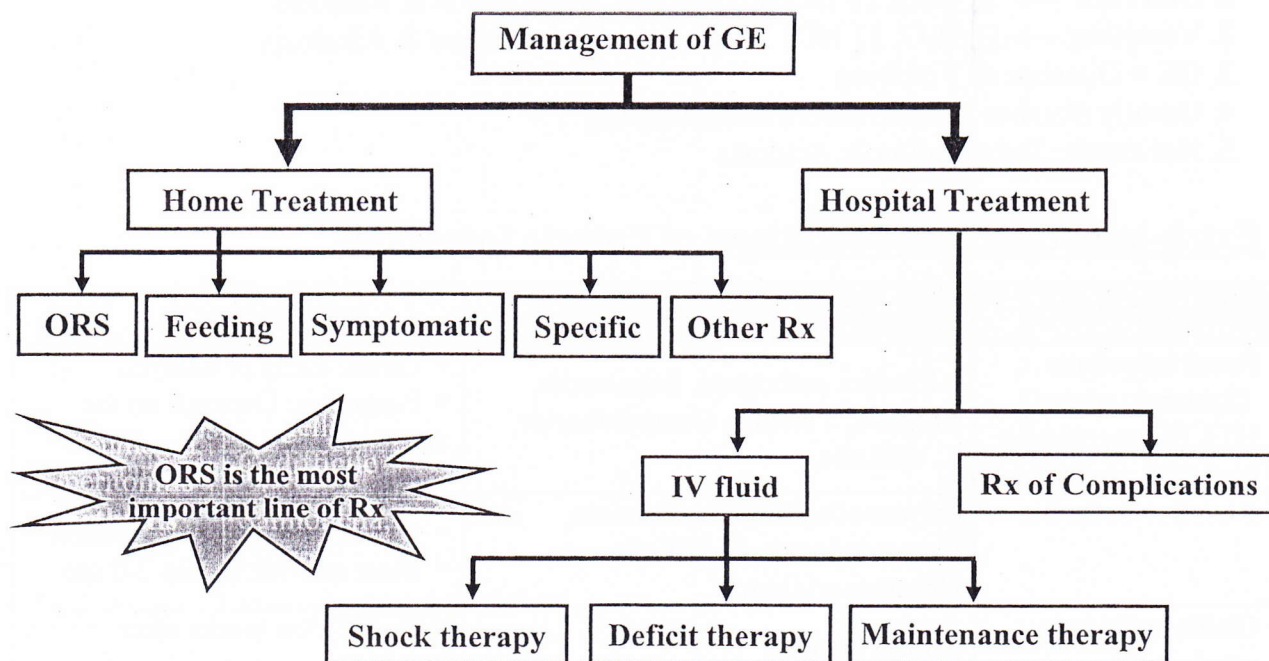 Management of GE
Home Treatment
Hospital Treatment
ORS
Feeding
Symptomatic
Specific
Other Rx
ORS is the most
important line of Rx
IV fluid
Rx of Complications
Shock therapy
Deficit therapy
Maintenance therapy